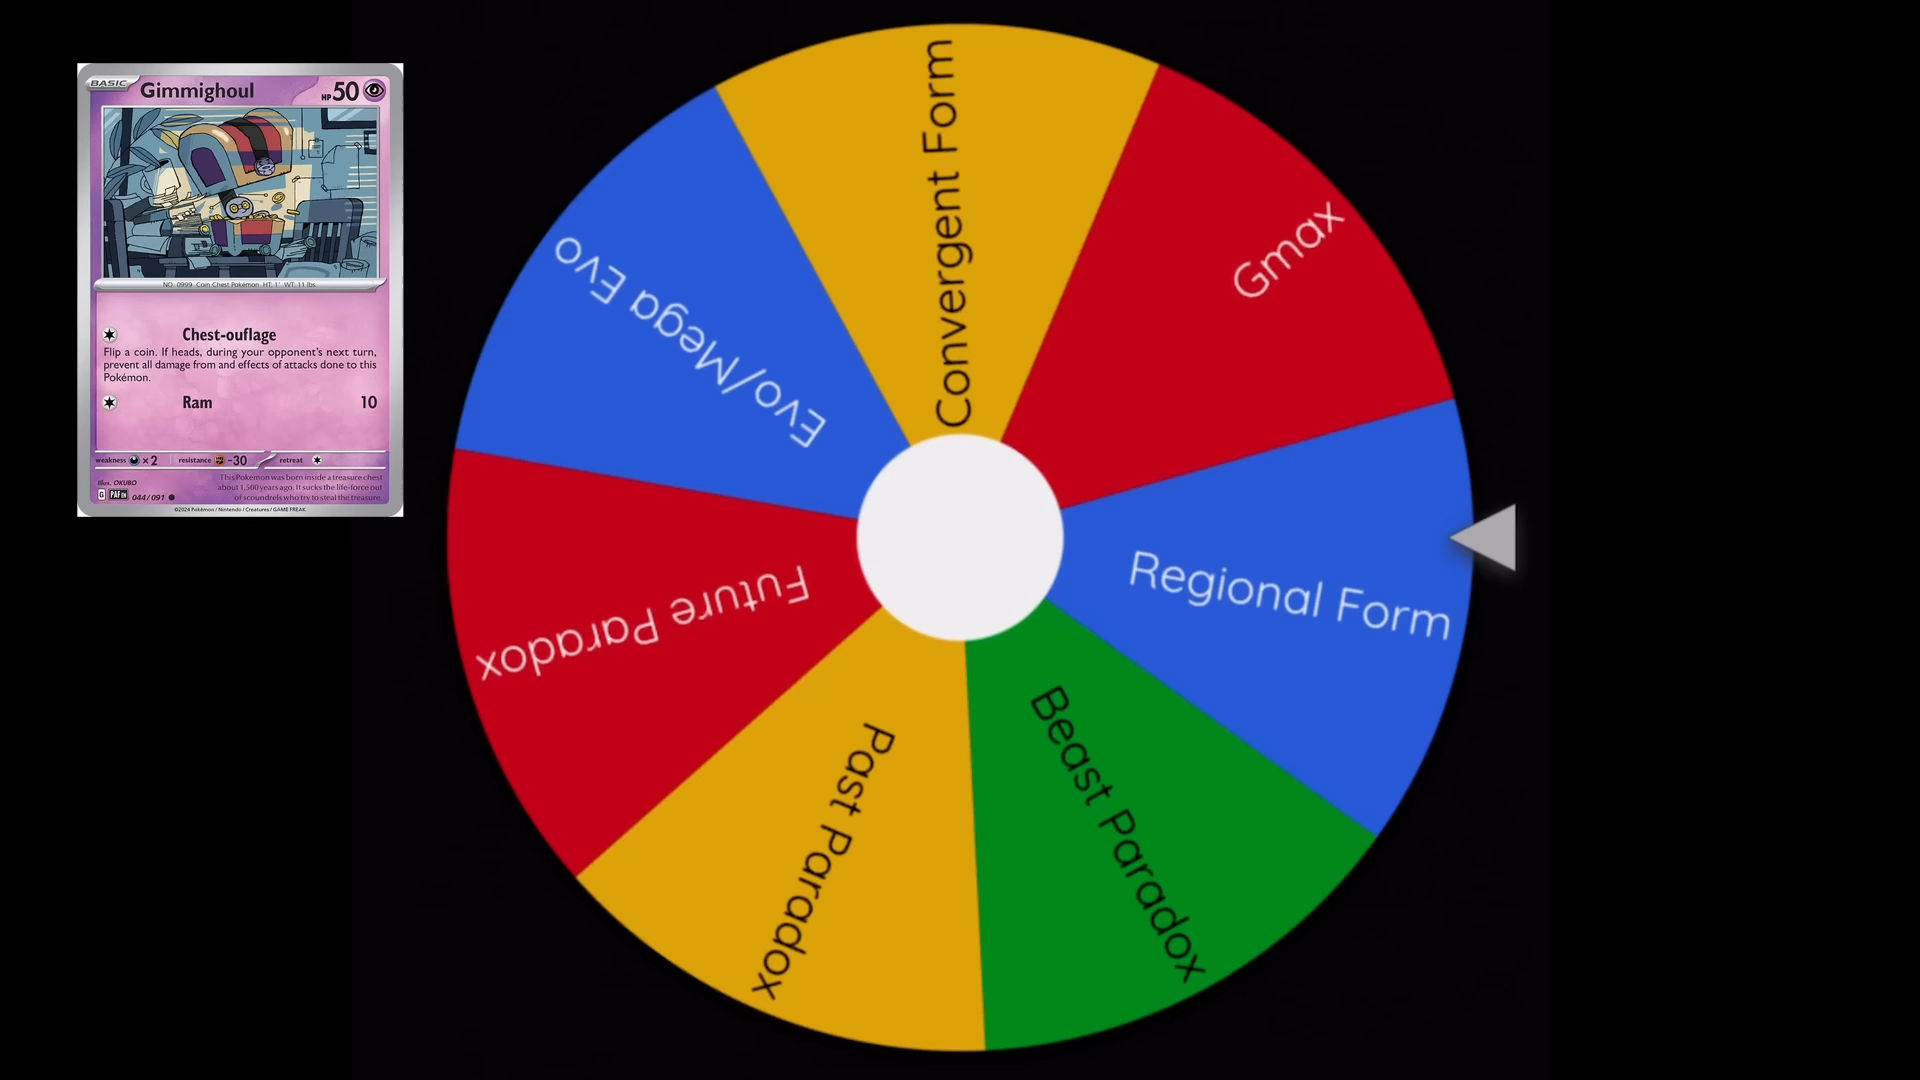 BASIC
Gimmighoul
HP 50
NO. 0999 Coin Chest Pokémon HT: 1' WT: 11 lbs.
Chest-ouflage
Flip a coin. If heads, during your opponent's next turn,
prevent all damage from and effects of attacks done to this
Pokémon.
Ram 10
weakness ×2 resistance -30 retreat
Illus. OKUBO
This Pokémon was born inside a treasure chest
about 1,500 years ago. It sucks the life-force out
of scoundrels who try to steal the treasure.
G PAF EN 044/091
©2024 Pokémon / Nintendo / Creatures / GAME FREAK
Convergent Form
Gmax
Regional Form
Beast Paradox
Past Paradox
Future Paradox
Evo/Mega Evo